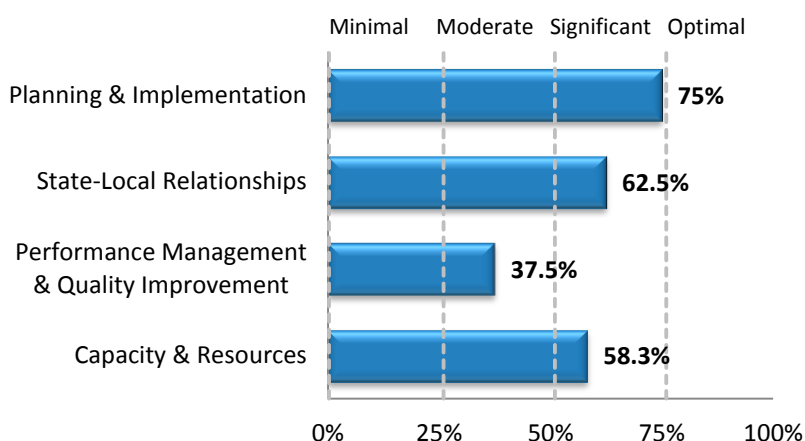 Minimal Moderate Significant Optimal
Planning & Implementation 75%
State-Local Relationships 62.5%
Performance Management
& Quality Improvement 37.5%
Capacity & Resources 58.3%
0% 25% 50% 75% 100%